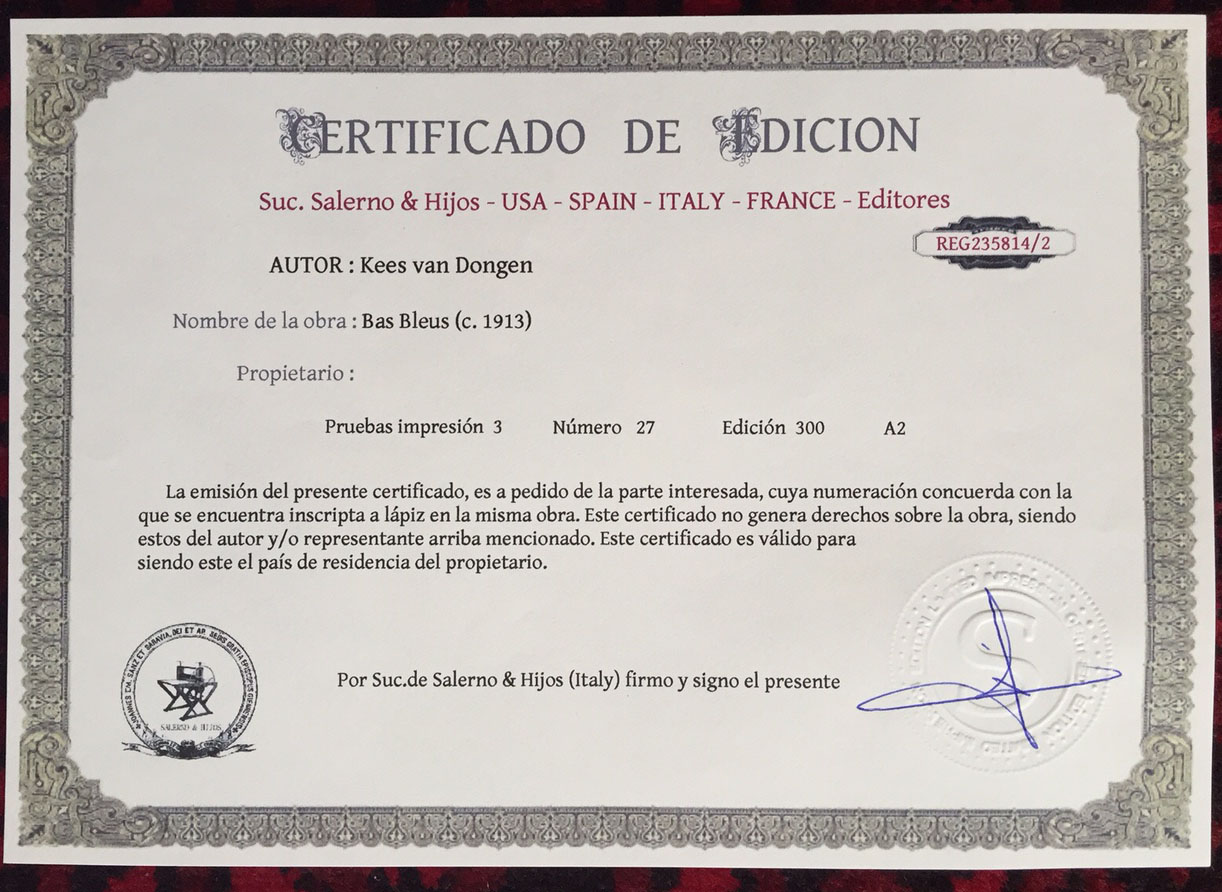 CERTIFICADO DE EDICION
Suc. Salerno & Hijos - USA - SPAIN - ITALY - FRANCE - Editores
REG235814/2
AUTOR : Kees van Dongen
Nombre de la obra : Bas Bleus (c. 1913)
Propietario :
Pruebas impresión 3 Número 27 Edición 300 A2
La emisión del presente certificado, es a pedido de la parte interesada, cuya numeración concuerda con la
que se encuentra inscripta a lápiz en la misma obra. Este certificado no genera derechos sobre la obra, siendo
estos del autor y/o representante arriba mencionado. Este certificado es válido para
siendo este el país de residencia del propietario.
Por Suc.de Salerno & Hijos (Italy) firmo y signo el presente
SALERNO & HIJOS